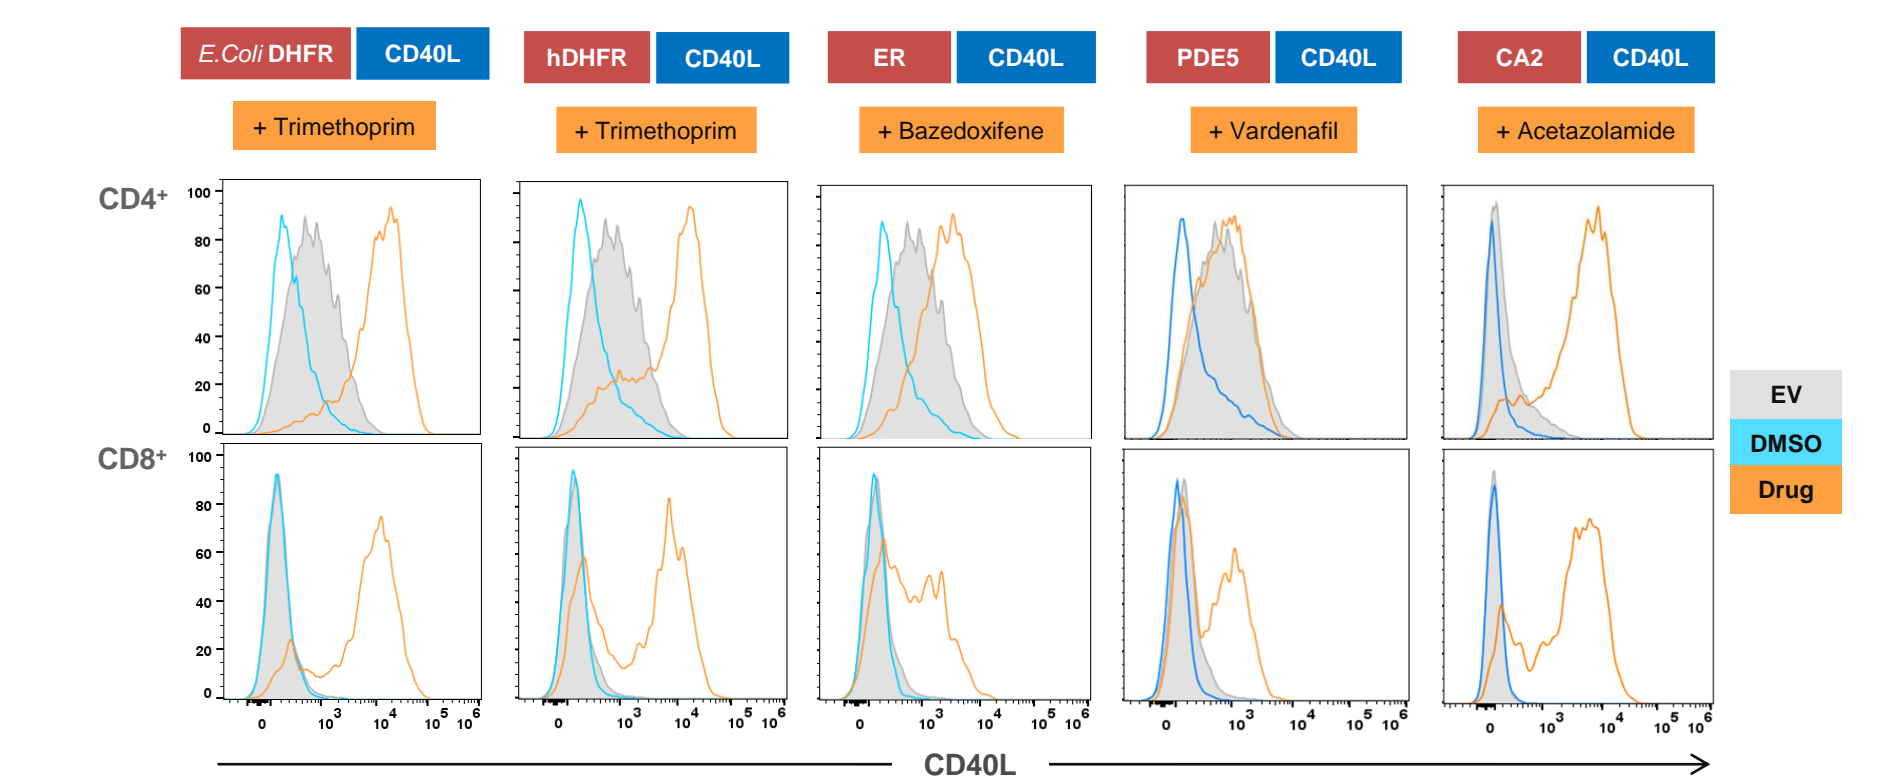 E.Coli DHFR CD40L hDHFR CD40L ER CD40L PDE5 CD40L CA2 CD40L
+ Trimethoprim + Trimethoprim + Bazedoxifene + Vardenafil + Acetazolamide
CD4+
100
80
60
40
20
0
EV
DMSO
Drug
CD8+
100
80
60
40
20
0
0 10³ 10⁴ 10⁵ 10⁶ 0 10³ 10⁴ 10⁵ 10⁶ 0 10³ 10⁴ 10⁵ 10⁶ 0 10³ 10⁴ 10⁵ 10⁶ 0 10³ 10⁴ 10⁵ 10⁶
CD40L